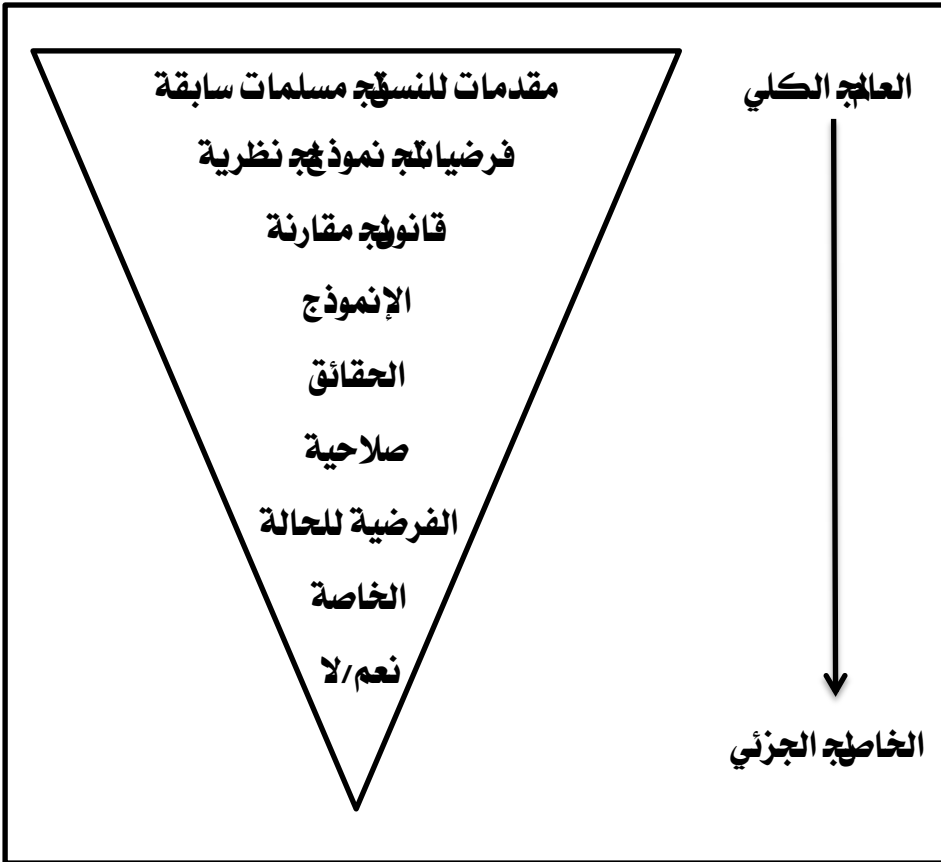 العام الكلي
مقدمات للنسق مسلمات سابقة
فرضيات نموذج نظرية
قانون مقارنة
الإنموذج
الحقائق
صلاحية
الفرضية للحالة
الخاصة
نعم/لا
الخاص الجزئي